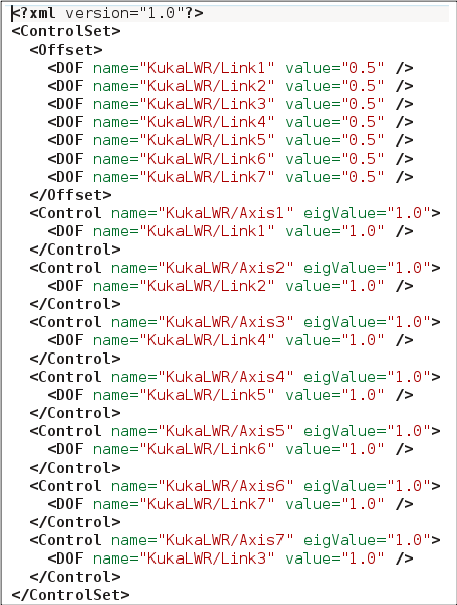 <?xml version="1.0"?>
<ControlSet>
  <Offset>
    <DOF name="KukaLWR/Link1" value="0.5" />
    <DOF name="KukaLWR/Link2" value="0.5" />
    <DOF name="KukaLWR/Link3" value="0.5" />
    <DOF name="KukaLWR/Link4" value="0.5" />
    <DOF name="KukaLWR/Link5" value="0.5" />
    <DOF name="KukaLWR/Link6" value="0.5" />
    <DOF name="KukaLWR/Link7" value="0.5" />
  </Offset>
  <Control name="KukaLWR/Axis1" eigValue="1.0">
    <DOF name="KukaLWR/Link1" value="1.0" />
  </Control>
  <Control name="KukaLWR/Axis2" eigValue="1.0">
    <DOF name="KukaLWR/Link2" value="1.0" />
  </Control>
  <Control name="KukaLWR/Axis3" eigValue="1.0">
    <DOF name="KukaLWR/Link4" value="1.0" />
  </Control>
  <Control name="KukaLWR/Axis4" eigValue="1.0">
    <DOF name="KukaLWR/Link5" value="1.0" />
  </Control>
  <Control name="KukaLWR/Axis5" eigValue="1.0">
    <DOF name="KukaLWR/Link6" value="1.0" />
  </Control>
  <Control name="KukaLWR/Axis6" eigValue="1.0">
    <DOF name="KukaLWR/Link7" value="1.0" />
  </Control>
  <Control name="KukaLWR/Axis7" eigValue="1.0">
    <DOF name="KukaLWR/Link3" value="1.0" />
  </Control>
</ControlSet>